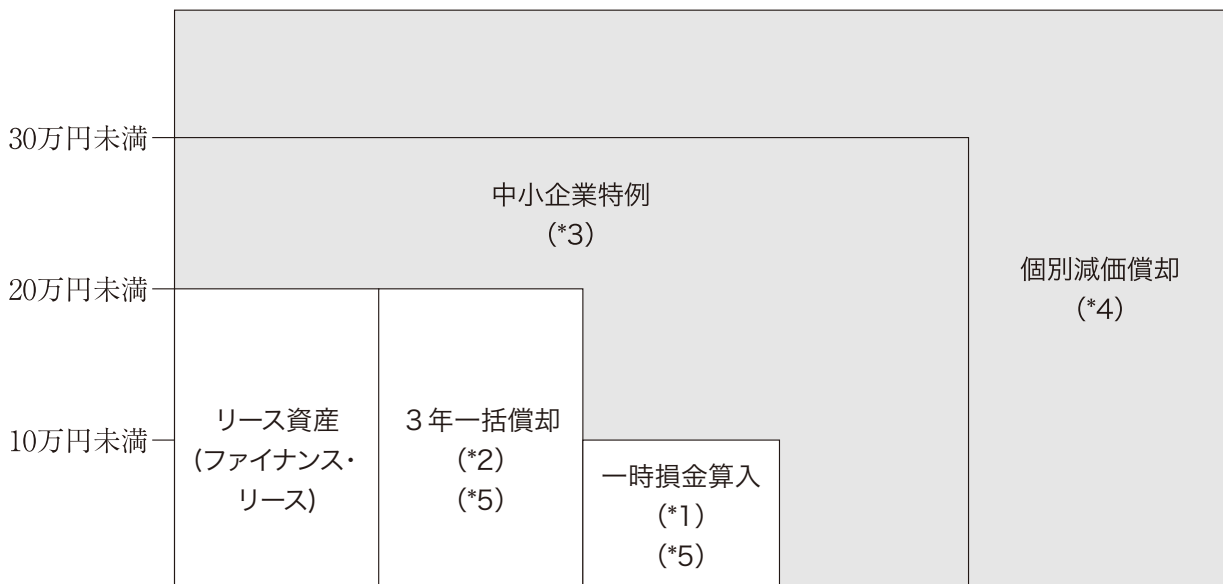 30万円未満
中小企業特例
(*3)
個別減価償却
(*4)
20万円未満
10万円未満
リース資産
(ファイナンス・
リース)
3年一括償却
(*2)
(*5)
一時損金算入
(*1)
(*5)